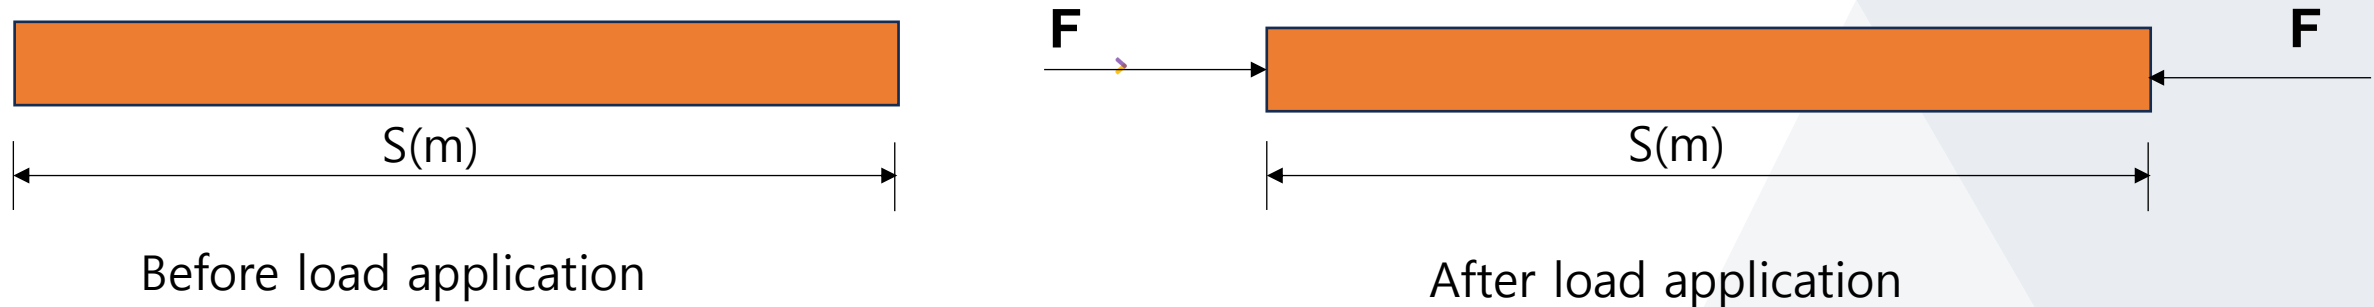 F
F
S(m)
S(m)
Before load application
After load application